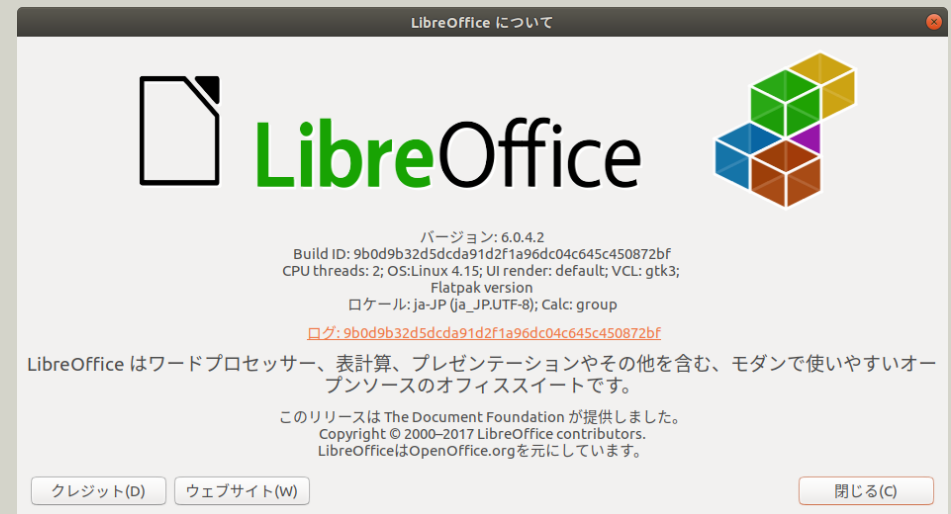 LibreOffice について
LibreOffice
バージョン: 6.0.4.2
Build ID: 9b0d9b32d5dcda91d2f1a96dc04c645c450872bf
CPU threads: 2; OS:Linux 4.15; UI render: default; VCL: gtk3;
Flatpak version
ロケール: ja-JP (ja_JP.UTF-8); Calc: group
ログ: 9b0d9b32d5dcda91d2f1a96dc04c645c450872bf
LibreOffice はワードプロセッサー、表計算、プレゼンテーションやその他を含む、モダンで使いやすいオー
プンソースのオフィススイートです。
このリリースは The Document Foundation が提供しました。
Copyright © 2000–2017 LibreOffice contributors.
LibreOfficeはOpenOffice.orgを元にしています。
クレジット(D) ウェブサイト(W) 閉じる(C)